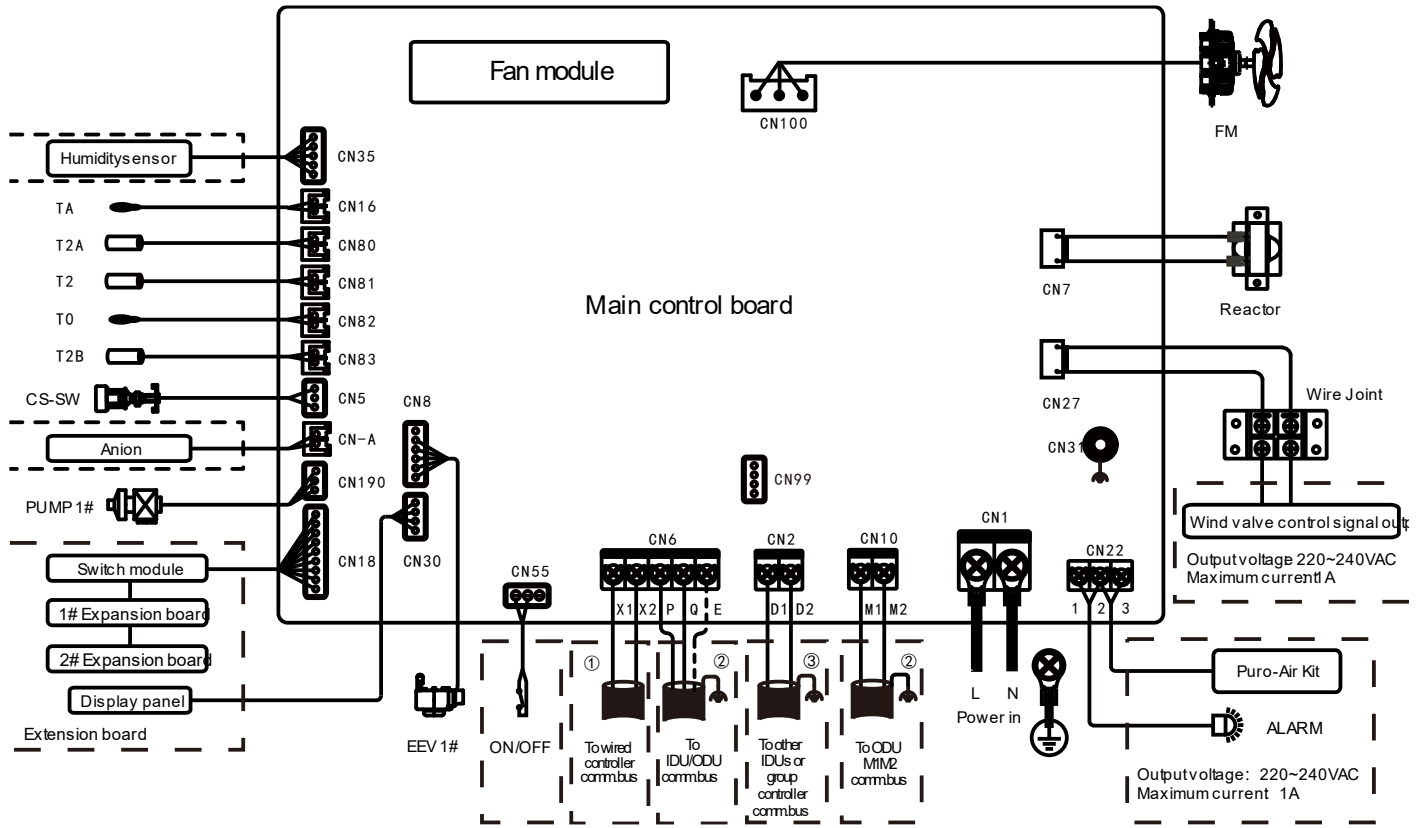 Fan module
CN100
FM
Humiditysensor
CN35
TA
CN16
T2A
CN80
T2
CN81
T0
CN82
T2B
CN83
CS-SW
CN5
CN8
Anion
CN-A
PUMP 1#
CN190
Switch module
CN18
CN30
1# Expansion board
2# Expansion board
Display panel
Extension board
Main control board
CN7
Reactor
CN27
Wire Joint
CN31
CN99
Wind valve control signal outp
Output voltage 220~240VAC
Maximum current1A
CN55
CN6
X1 X2 P Q E
CN2
D1 D2
CN10
M1 M2
CN1
CN22
1 2 3
EEV 1#
ON/OFF
①
To wired
controller
comm.bus
②
To
IDU/ODU
comm.bus
③
To other
IDUs or
group
controller
comm.bus
②
To ODU
M1M2
comm.bus
L N
Power in
Puro-Air Kit
ALARM
Output voltage: 220~240VAC
Maximum current 1A